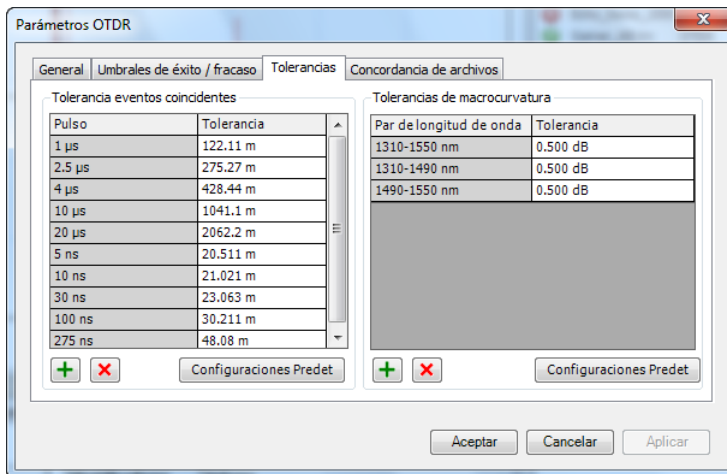 Parámetros OTDR
General Umbrales de éxito / fracaso Tolerancias Concordancia de archivos
Tolerancia eventos coincidentes
Pulso Tolerancia
1 µs 122.11 m
2.5 µs 275.27 m
4 µs 428.44 m
10 µs 1041.1 m
20 µs 2062.2 m
5 ns 20.511 m
10 ns 21.021 m
30 ns 23.063 m
100 ns 30.211 m
275 ns 48.08 m
Configuraciones Predet
Tolerancias de macrocurvatura
Par de longitud de onda Tolerancia
1310-1550 nm 0.500 dB
1310-1490 nm 0.500 dB
1490-1550 nm 0.500 dB
Configuraciones Predet
Aceptar Cancelar Aplicar